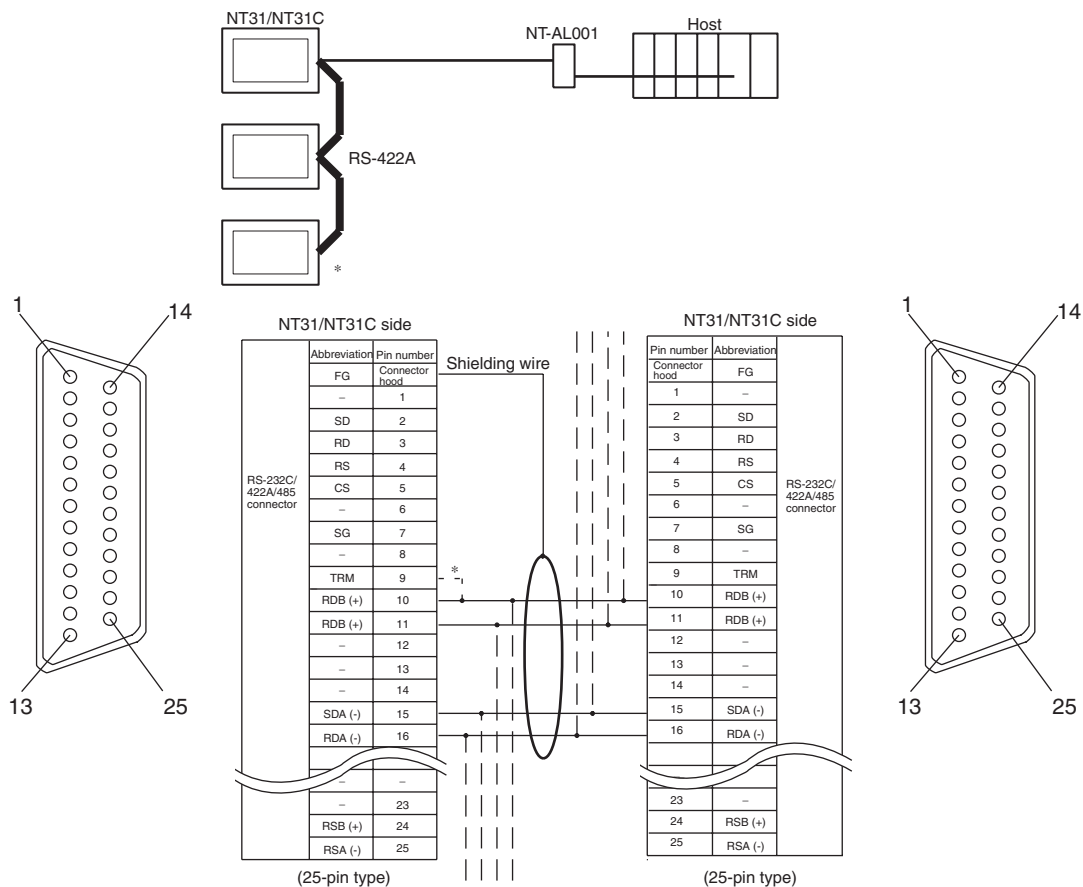 NT31/NT31C
NT-AL001
Host
RS-422A
*
1
14
13
25
NT31/NT31C side
RS-232C/
422A/485
connector
Abbreviation Pin number
FG Connector hood
– 1
SD 2
RD 3
RS 4
CS 5
– 6
SG 7
– 8
TRM 9
RDB (+) 10
RDB (+) 11
– 12
– 13
– 14
SDA (-) 15
RDA (-) 16
– –
– 23
RSB (+) 24
RSA (-) 25
(25-pin type)
Shielding wire
*
NT31/NT31C side
Pin number Abbreviation
Connector hood FG
1 –
2 SD
3 RD
4 RS
5 CS
6 –
7 SG
8 –
9 TRM
10 RDB (+)
11 RDB (+)
12 –
13 –
14 –
15 SDA (-)
16 RDA (-)
23 –
24 RSB (+)
25 RSA (-)
RS-232C/
422A/485
connector
(25-pin type)
1
14
13
25